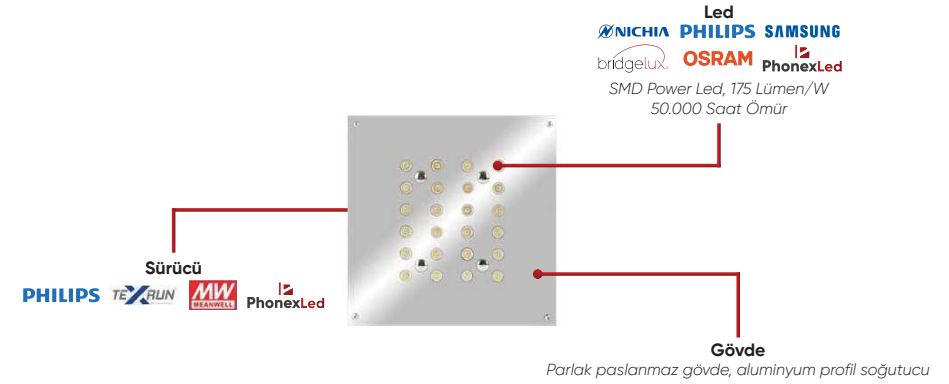 Led
NICHIA PHILIPS SAMSUNG
bridgelux. OSRAM PhonexLed
SMD Power Led, 175 Lümen/W
50.000 Saat Ömür
Sürücü
PHILIPS TEXRUN MW MEANWELL PhonexLed
Gövde
Parlak paslanmaz gövde, aluminyum profil soğutucu